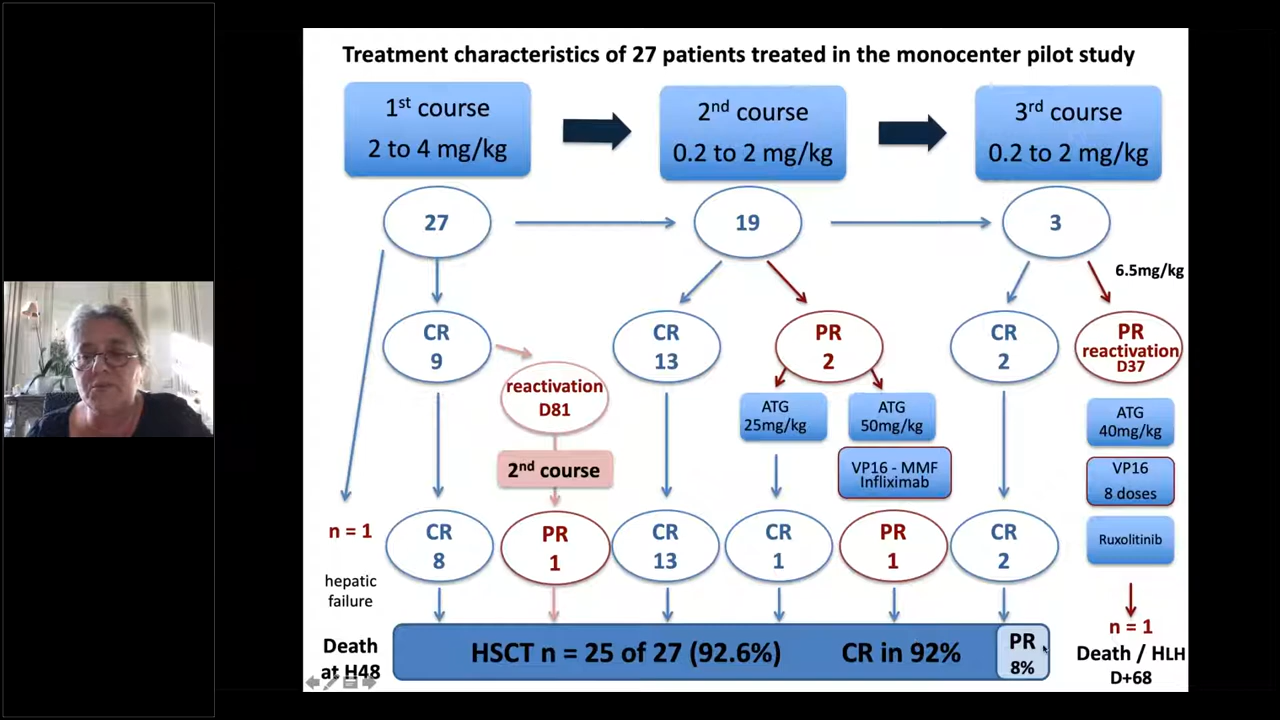 Treatment characteristics of 27 patients treated in the monocenter pilot study
1st course
2 to 4 mg/kg
2nd course
0.2 to 2 mg/kg
3rd course
0.2 to 2 mg/kg
27
19
3
6.5mg/kg
CR
9
reactivation
D81
2nd course
CR
13
PR
2
ATG
25mg/kg
ATG
50mg/kg
VP16 - MMF
Infliximab
CR
2
PR
reactivation
D37
ATG
40mg/kg
VP16
8 doses
Ruxolitinib
n = 1
hepatic
failure
CR
8
PR
1
CR
13
CR
1
PR
1
CR
2
Death
at H48
HSCT n = 25 of 27 (92.6%)
CR in 92%
PR
8%
n = 1
Death / HLH
D+68